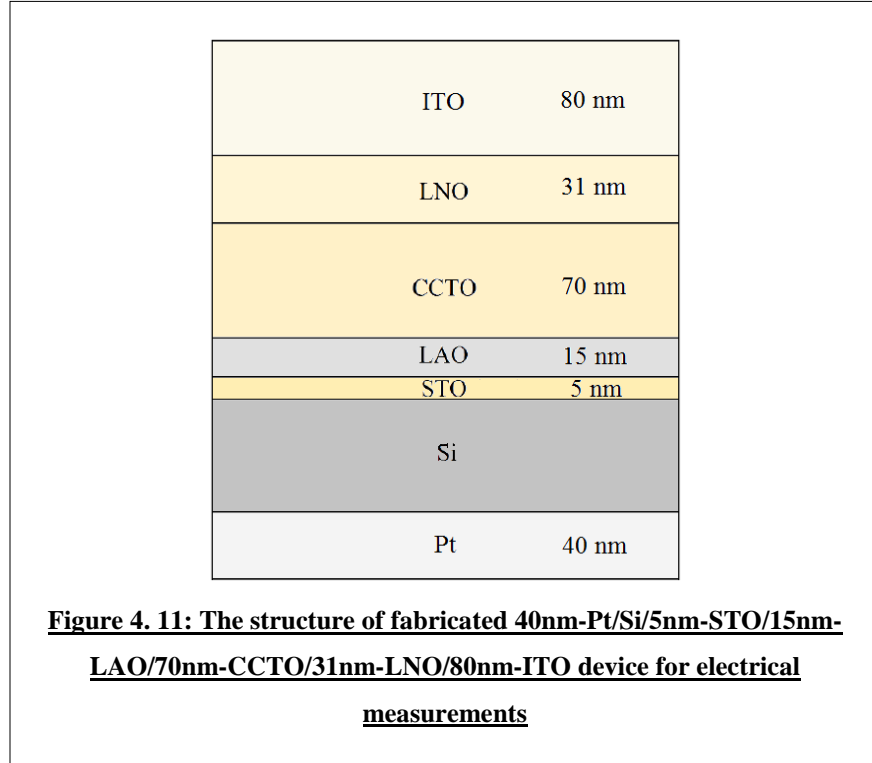 ITO 80 nm
LNO 31 nm
CCTO 70 nm
LAO 15 nm
STO 5 nm
Si
Pt 40 nm
Figure 4. 11: The structure of fabricated 40nm-Pt/Si/5nm-STO/15nm-
LAO/70nm-CCTO/31nm-LNO/80nm-ITO device for electrical
measurements